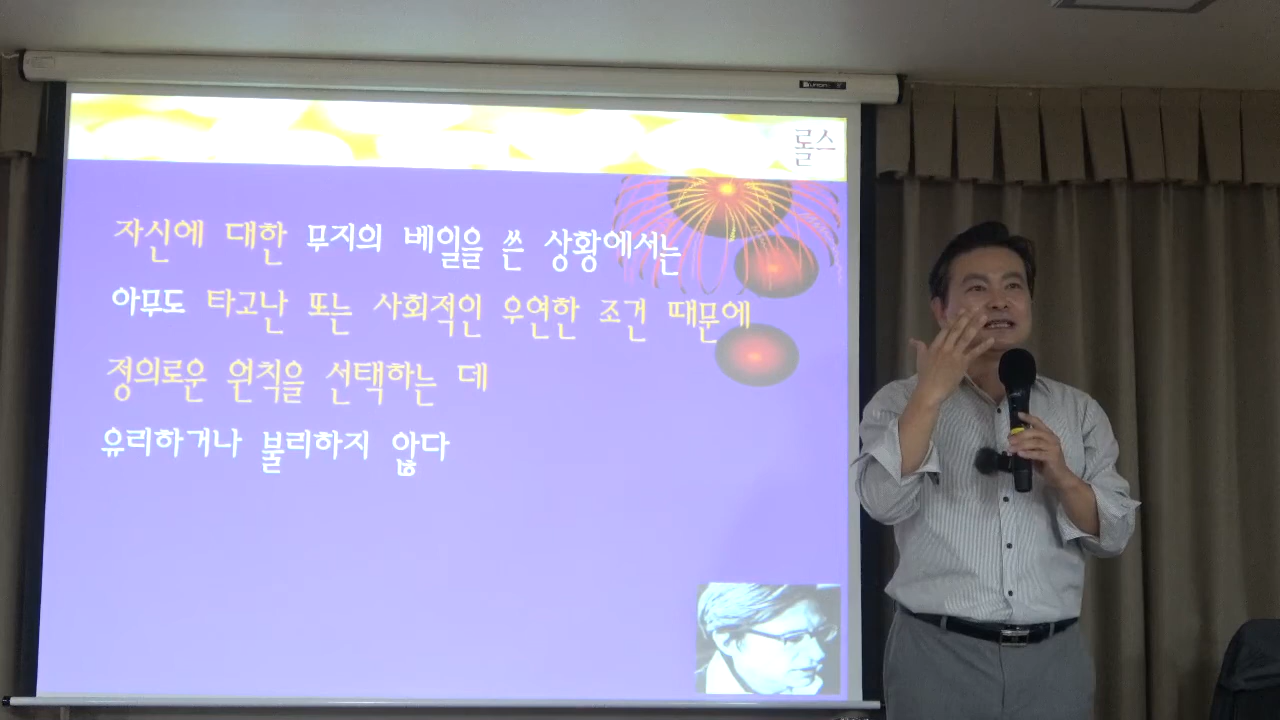 롤스
자신에 대한 무지의 베일을 쓴 상황에서는
아무도 타고난 또는 사회적인 우연한 조건 때문에
정의로운 원칙을 선택하는 데
유리하거나 불리하지 않다